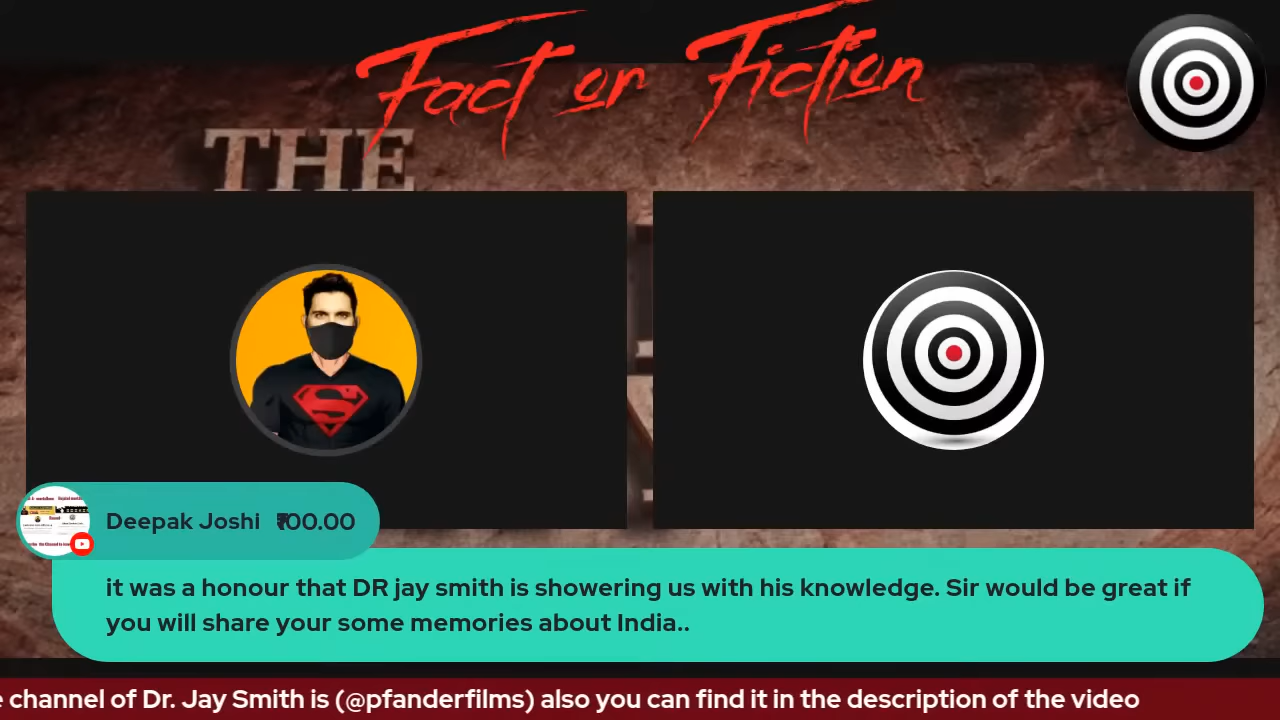 Fact or Fiction
THE
Deepak Joshi ₹100.00
it was a honour that DR jay smith is showering us with his knowledge. Sir would be great if
you will share your some memories about India..
channel of Dr. Jay Smith is (@pfanderfilms) also you can find it in the description of the video